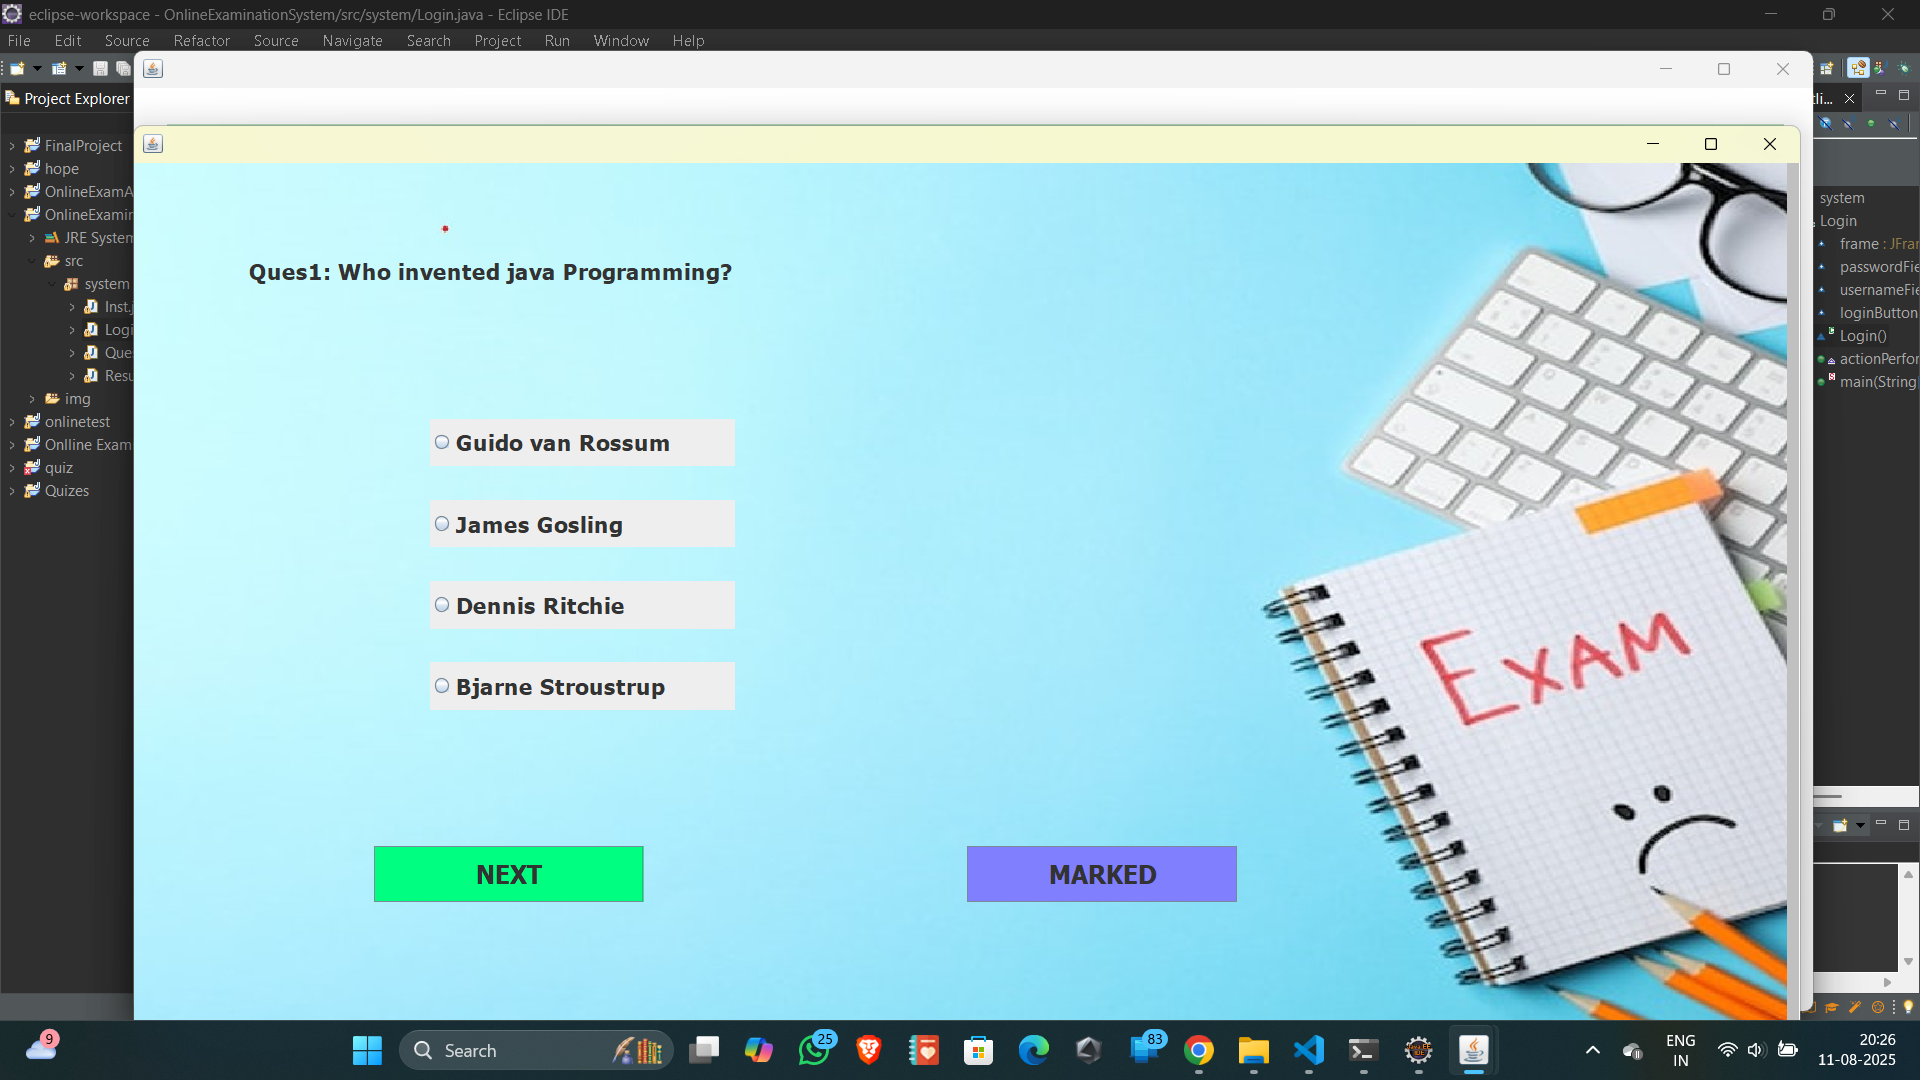 eclipse-workspace - OnlineExaminationSystem/src/system/Login.java - Eclipse IDE
File Edit Source Refactor Source Navigate Search Project Run Window Help
Project Explorer
FinalProject
hope
OnlineExamA
OnlineExamin
JRE System
src
system
Inst.j
Logi
Que
Resu
img
onlinetest
Onlline Exam
quiz
Quizes
Ques1: Who invented java Programming?
Guido van Rossum
James Gosling
Dennis Ritchie
Bjarne Stroustrup
NEXT
MARKED
EXAM
tli...
system
Login
frame : JFra
passwordFie
usernameFie
loginButton
Login()
actionPerfor
main(String
9
Search
25
83
ENG
IN
20:26
11-08-2025